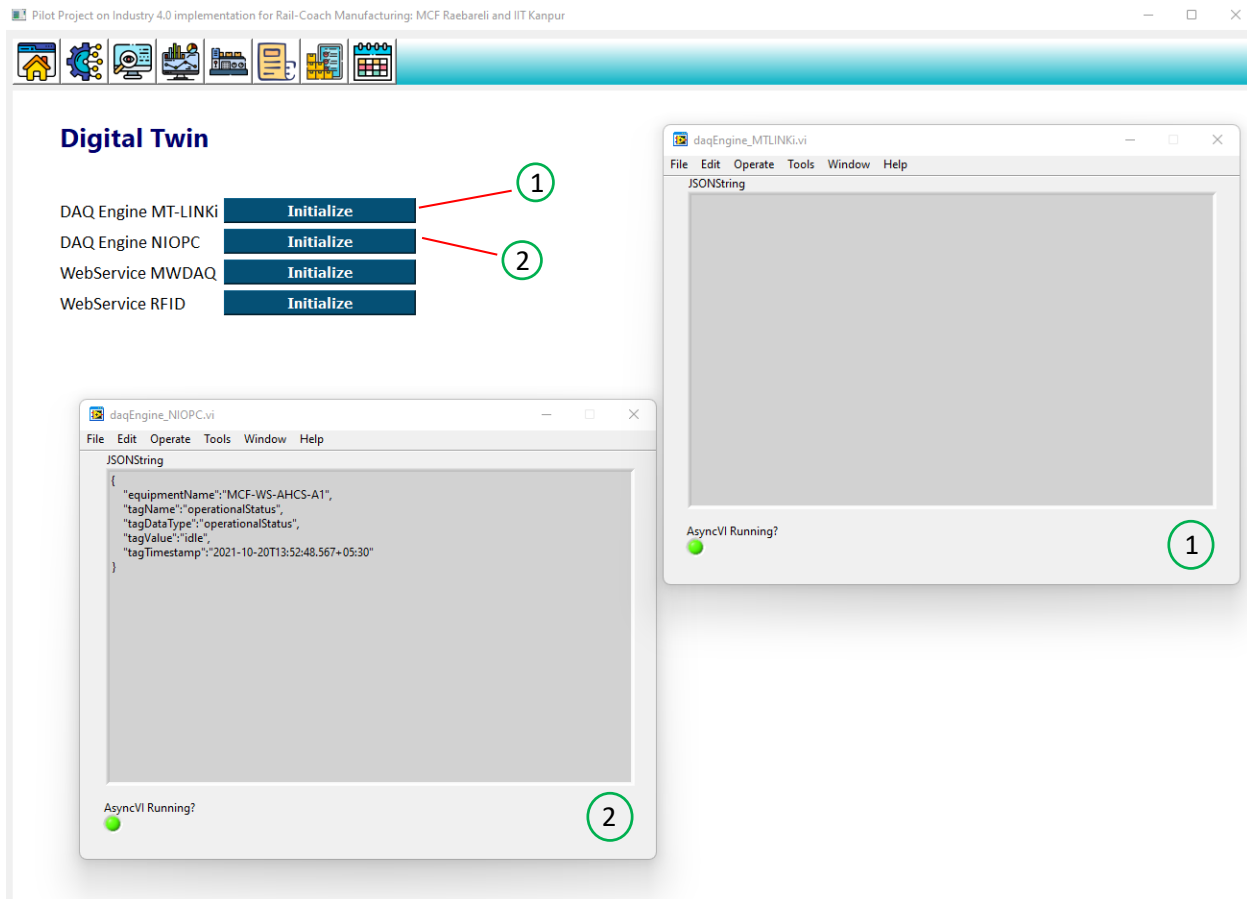 Pilot Project on Industry 4.0 implementation for Rail-Coach Manufacturing: MCF Raebareli and IIT Kanpur
Digital Twin
DAQ Engine MT-LINKi Initialize
DAQ Engine NIOPC Initialize
WebService MWDAQ Initialize
WebService RFID Initialize
1
2
daqEngine_MTLINKi.vi
File Edit Operate Tools Window Help
JSONString
AsyncVI Running?
1
daqEngine_NIOPC.vi
File Edit Operate Tools Window Help
JSONString
{
"equipmentName":"MCF-WS-AHCS-A1",
"tagName":"operationalStatus",
"tagDataType":"operationalStatus",
"tagValue":"idle",
"tagTimestamp":"2021-10-20T13:52:48.567+05:30"
}
AsyncVI Running?
2